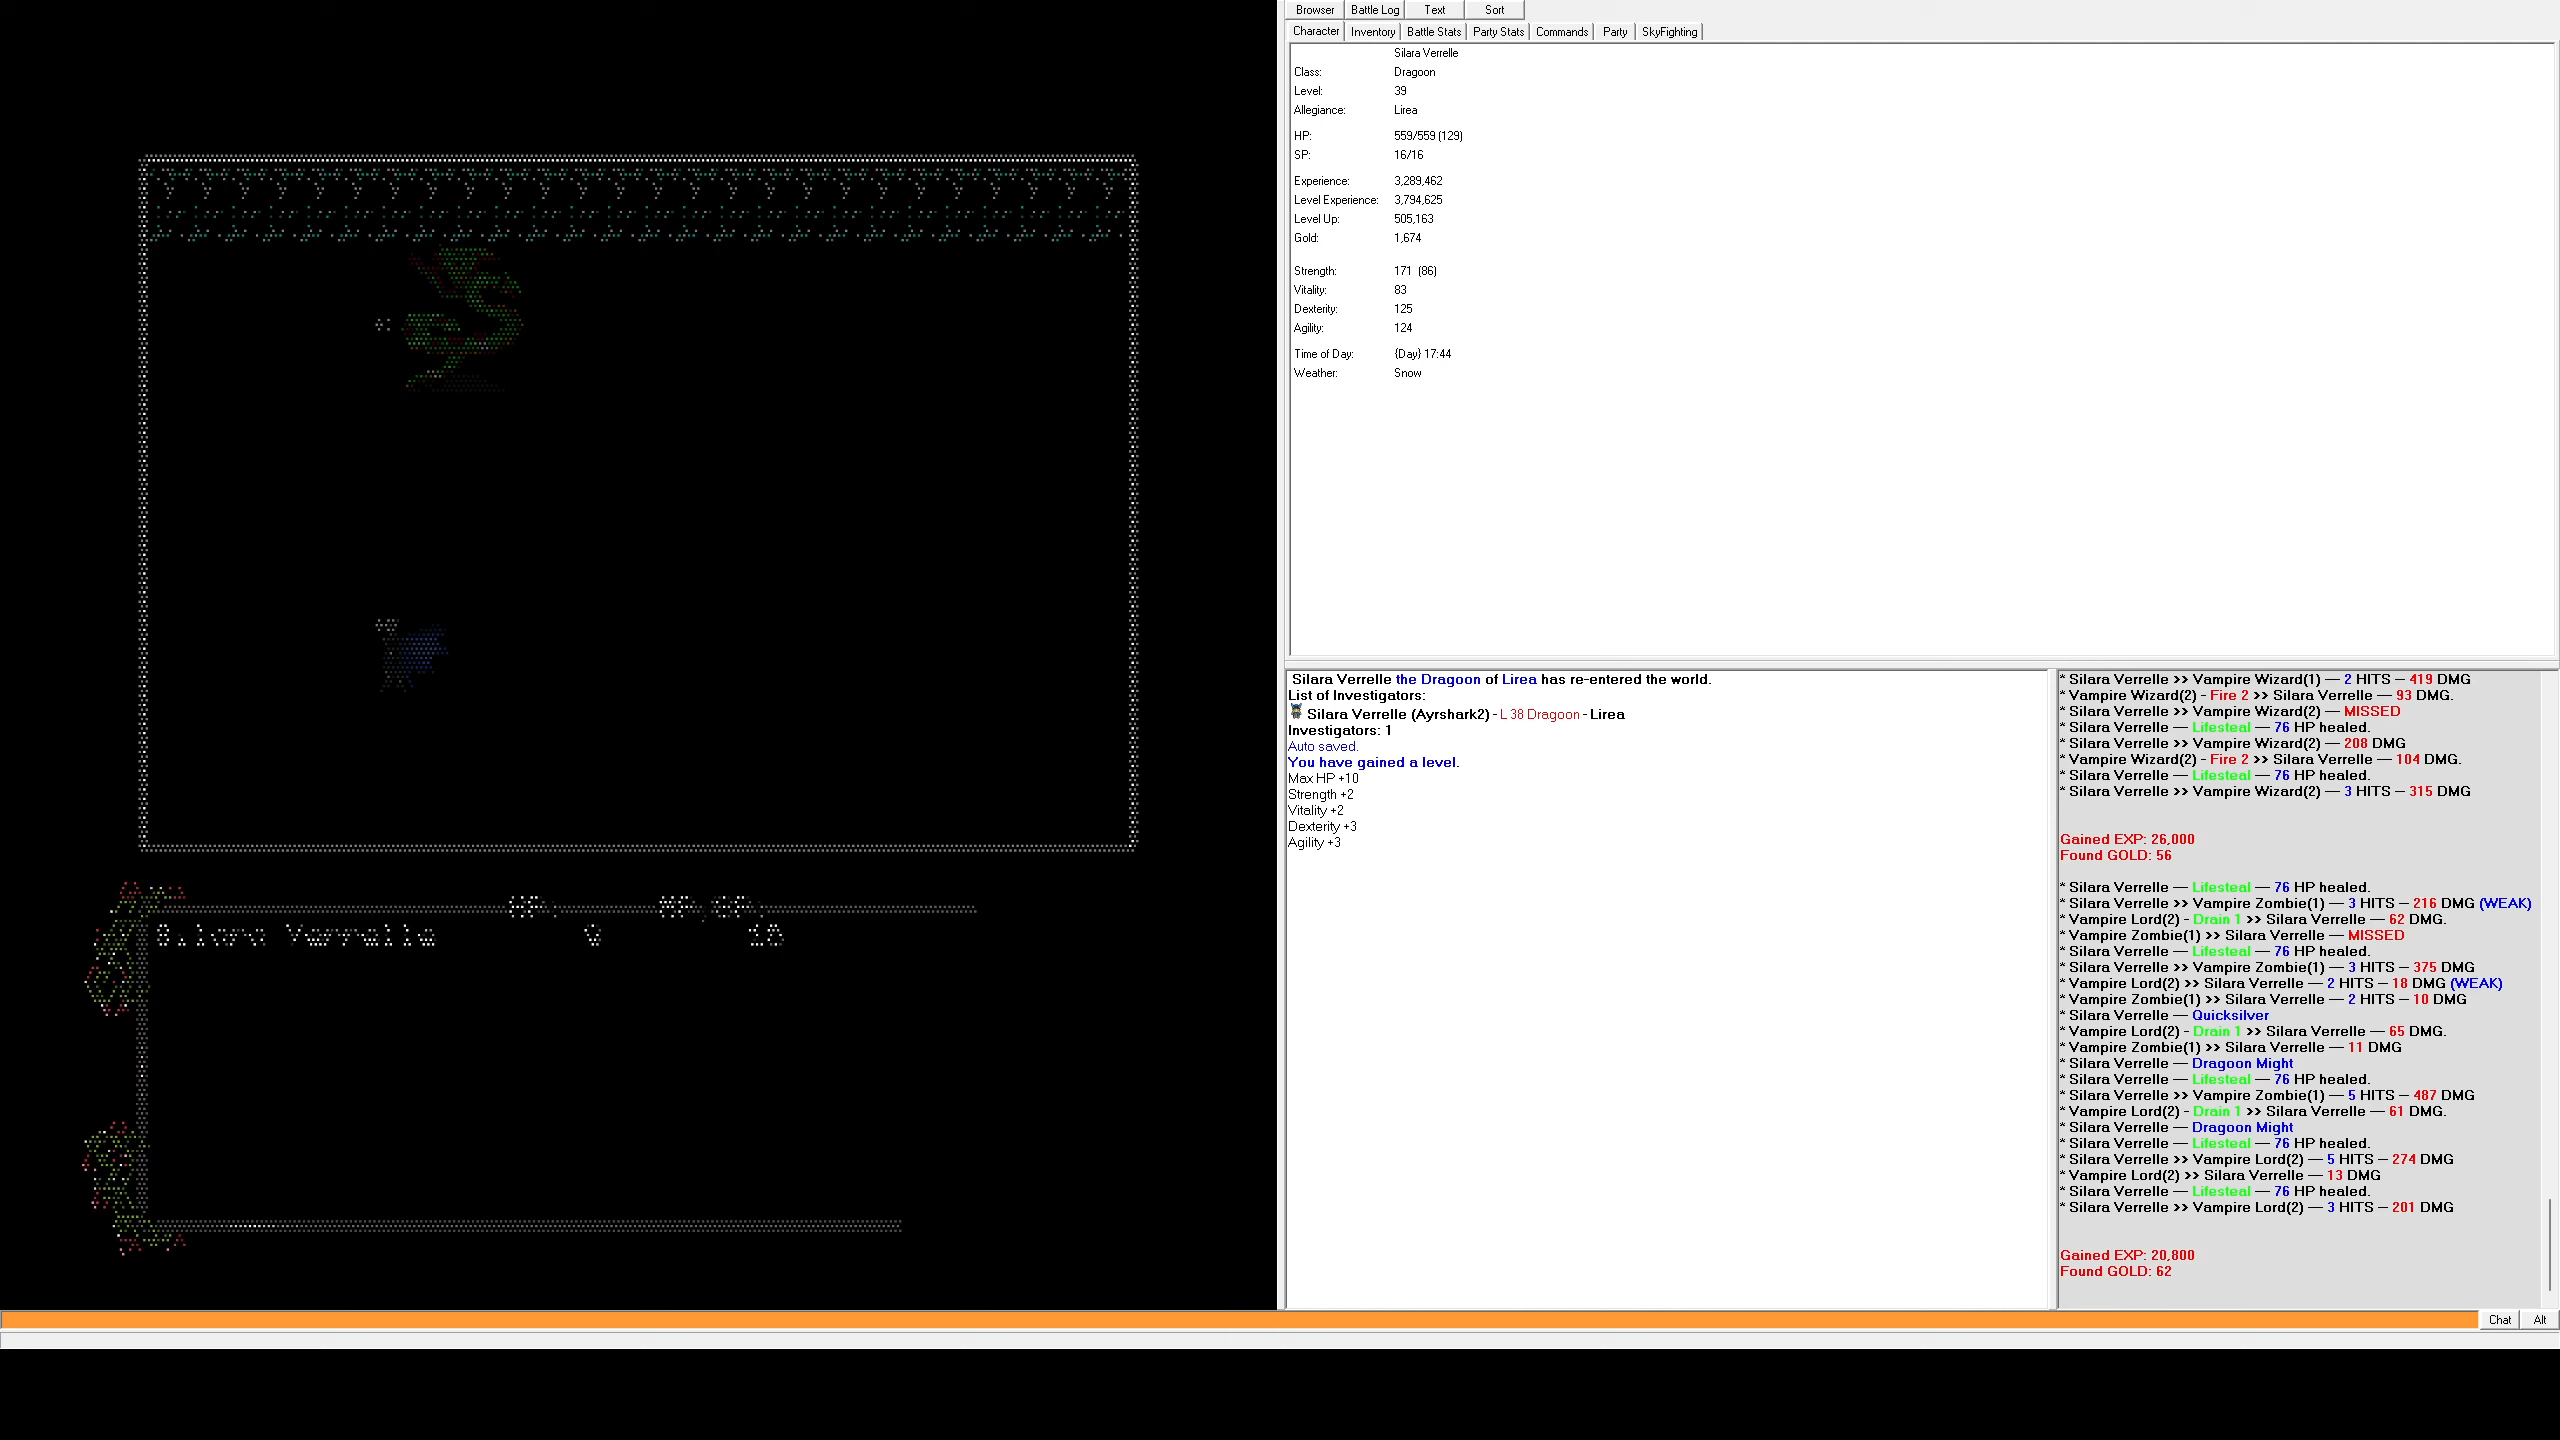 Browser Battle Log Text Sort
Character Inventory Battle Stats Party Stats Commands Party SkyFighting
Silara Verrelle
Class: Dragoon
Level: 39
Allegiance: Lirea
HP: 559/559 (129)
SP: 16/16
Experience: 3,289,462
Level Experience: 3,794,625
Level Up: 505,163
Gold: 1,674
Strength: 171 (86)
Vitality: 83
Dexterity: 125
Agility: 124
Time of Day: {Day} 17:44
Weather: Snow
Silara Verrelle the Dragoon of Lirea has re-entered the world.
List of Investigators:
Silara Verrelle (Ayrshark2) - L 38 Dragoon - Lirea
Investigators: 1
Auto saved.
You have gained a level.
Max HP +10
Strength +2
Vitality +2
Dexterity +3
Agility +3
* Silara Verrelle >> Vampire Wizard(1) — 2 HITS – 419 DMG
* Vampire Wizard(2) - Fire 2 >> Silara Verrelle — 93 DMG.
* Silara Verrelle >> Vampire Wizard(2) — MISSED
* Silara Verrelle — Lifesteal — 76 HP healed.
* Silara Verrelle >> Vampire Wizard(2) — 208 DMG
* Vampire Wizard(2) - Fire 2 >> Silara Verrelle — 104 DMG.
* Silara Verrelle — Lifesteal — 76 HP healed.
* Silara Verrelle >> Vampire Wizard(2) — 3 HITS – 315 DMG
Gained EXP: 26,000
Found GOLD: 56
* Silara Verrelle — Lifesteal — 76 HP healed.
* Silara Verrelle >> Vampire Zombie(1) — 3 HITS – 216 DMG (WEAK)
* Vampire Lord(2) - Drain 1 >> Silara Verrelle — 62 DMG.
* Vampire Zombie(1) >> Silara Verrelle — MISSED
* Silara Verrelle — Lifesteal — 76 HP healed.
* Silara Verrelle >> Vampire Zombie(1) — 3 HITS – 375 DMG
* Vampire Lord(2) >> Silara Verrelle — 2 HITS – 18 DMG (WEAK)
* Vampire Zombie(1) >> Silara Verrelle — 2 HITS – 10 DMG
* Silara Verrelle — Quicksilver
* Vampire Lord(2) - Drain 1 >> Silara Verrelle — 65 DMG.
* Vampire Zombie(1) >> Silara Verrelle — 11 DMG
* Silara Verrelle — Dragoon Might
* Silara Verrelle — Lifesteal — 76 HP healed.
* Silara Verrelle >> Vampire Zombie(1) — 5 HITS – 487 DMG
* Vampire Lord(2) - Drain 1 >> Silara Verrelle — 61 DMG.
* Silara Verrelle — Dragoon Might
* Silara Verrelle — Lifesteal — 76 HP healed.
* Silara Verrelle >> Vampire Lord(2) — 5 HITS – 274 DMG
* Vampire Lord(2) >> Silara Verrelle — 13 DMG
* Silara Verrelle — Lifesteal — 76 HP healed.
* Silara Verrelle >> Vampire Lord(2) — 3 HITS – 201 DMG
Gained EXP: 20,800
Found GOLD: 62
Silara Verrelle
Chat Alt